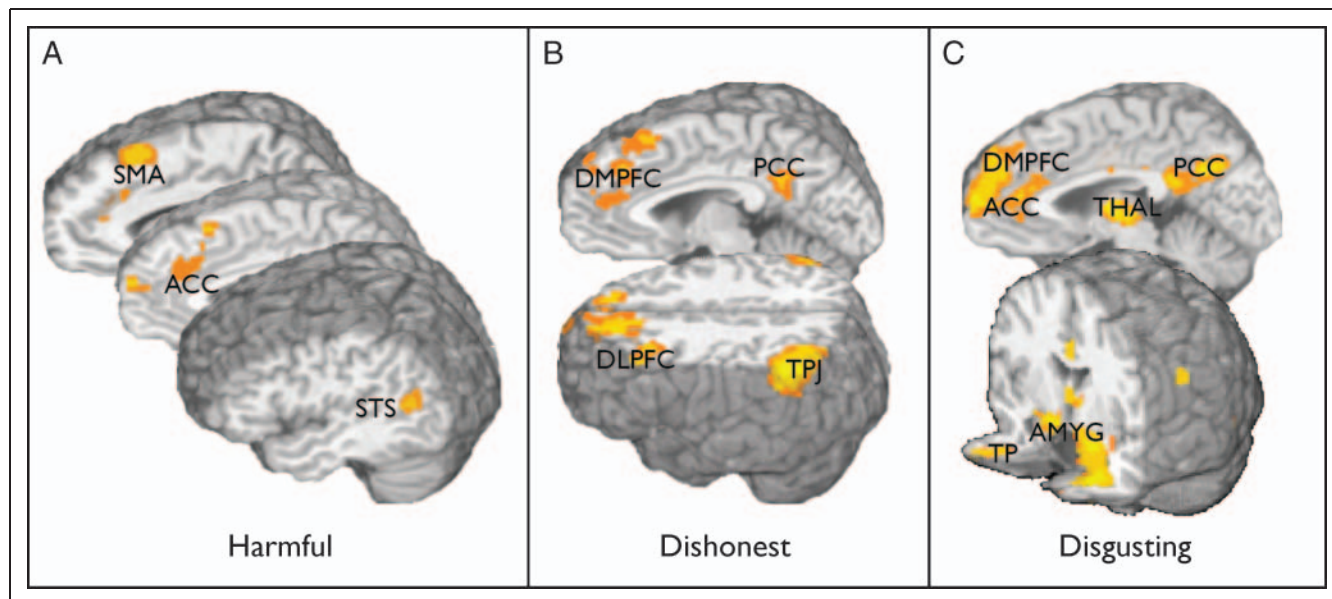 A
SMA
ACC
STS
Harmful
B
DMPFC
PCC
DLPFC
TPJ
Dishonest
C
DMPFC
PCC
ACC
THAL
AMYG
TP
Disgusting